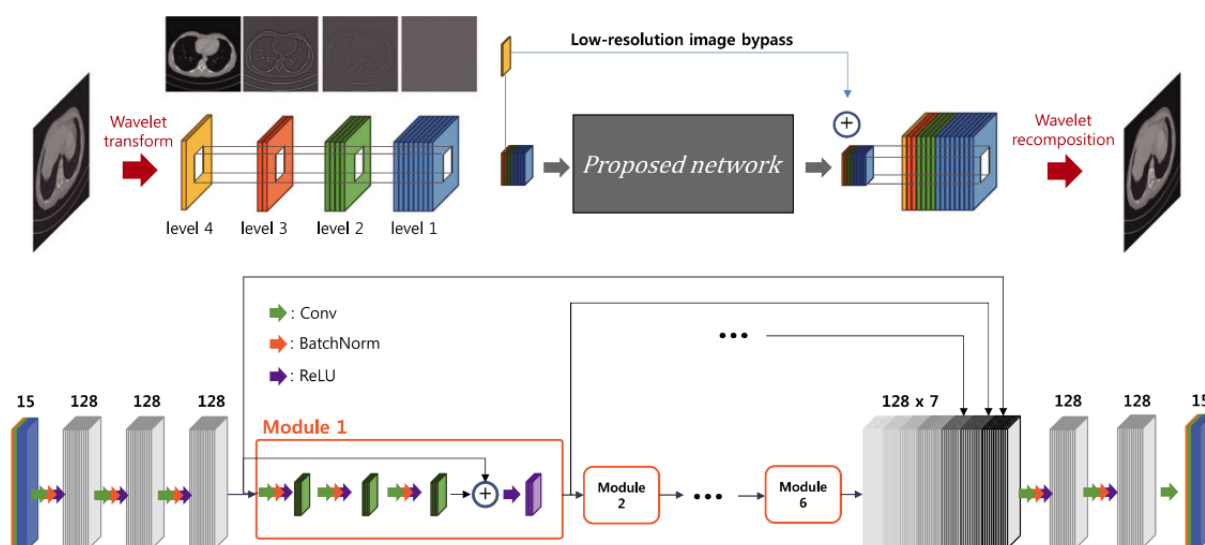 Low-resolution image bypass
Wavelet
transform
Wavelet
recomposition
+
Proposed network
level 4
level 3
level 2
level 1
: Conv
: BatchNorm
: ReLU
•••
15
128
128
128
Module 1
+
Module
2
•••
Module
6
128 x 7
128
128
15